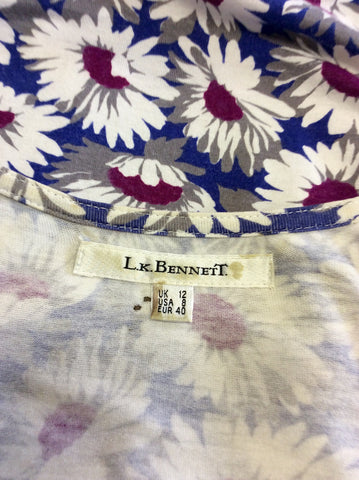 L.K.BENNETT.
UK 12
USA 8
EUR 40